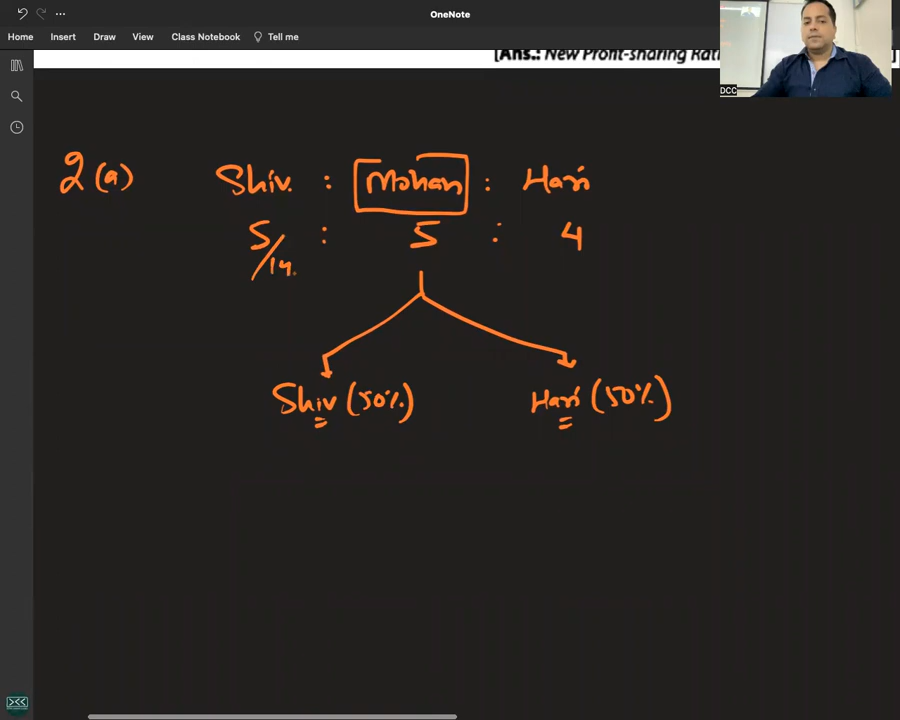 OneNote
Home Insert Draw View Class Notebook Tell me
[Ans.: New Profit-sharing
DCC
2 (a) Shiv : Mohan : Hari
5/14 : 5 : 4
Shiv (50%) Hari (50%)